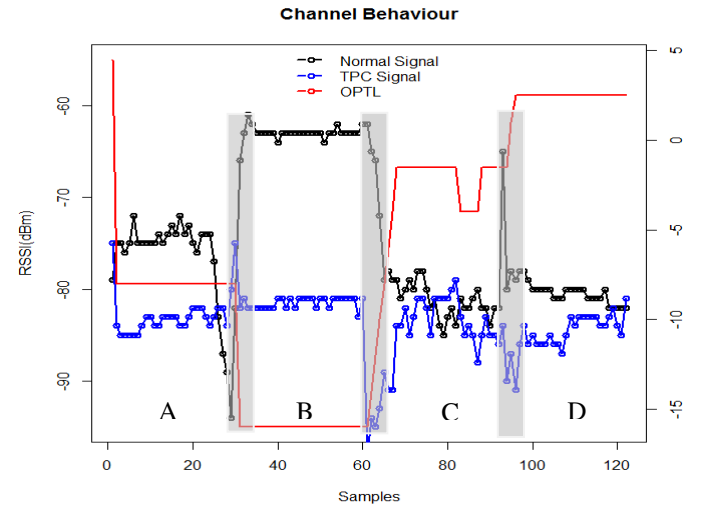 Channel Behaviour
Normal Signal
TPC Signal
OPTL
RSSI(dBm)
-60
-70
-80
-90
5
0
-5
-10
-15
A
B
C
D
0 20 40 60 80 100 120
Samples